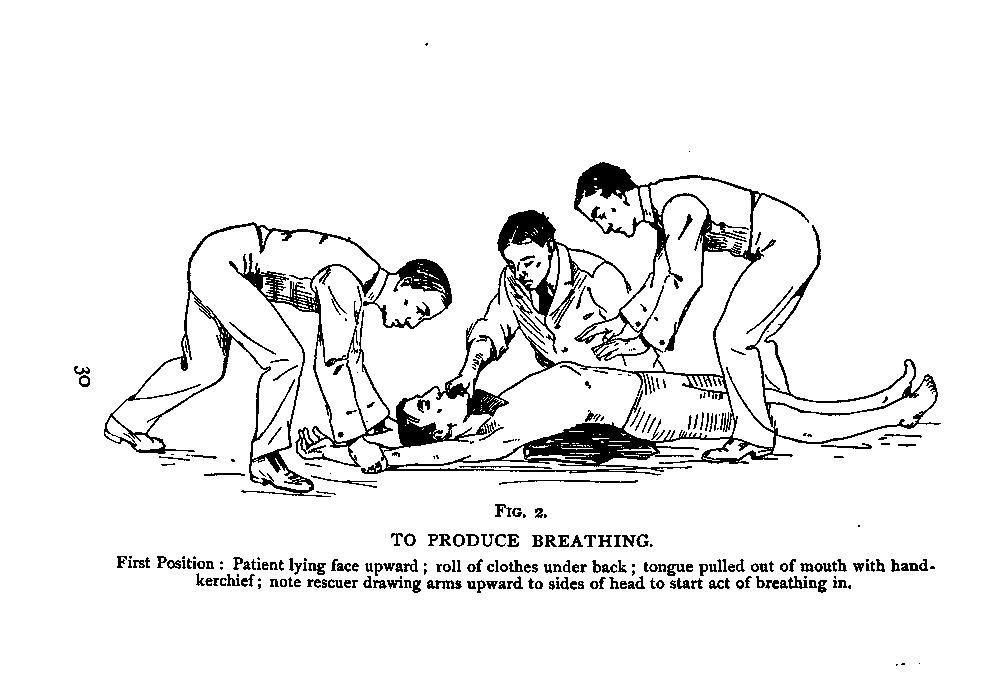 30
FIG. 2.
TO PRODUCE BREATHING.
First Position : Patient lying face upward ; roll of clothes under back ; tongue pulled out of mouth with hand-
kerchief ; note rescuer drawing arms upward to sides of head to start act of breathing in.